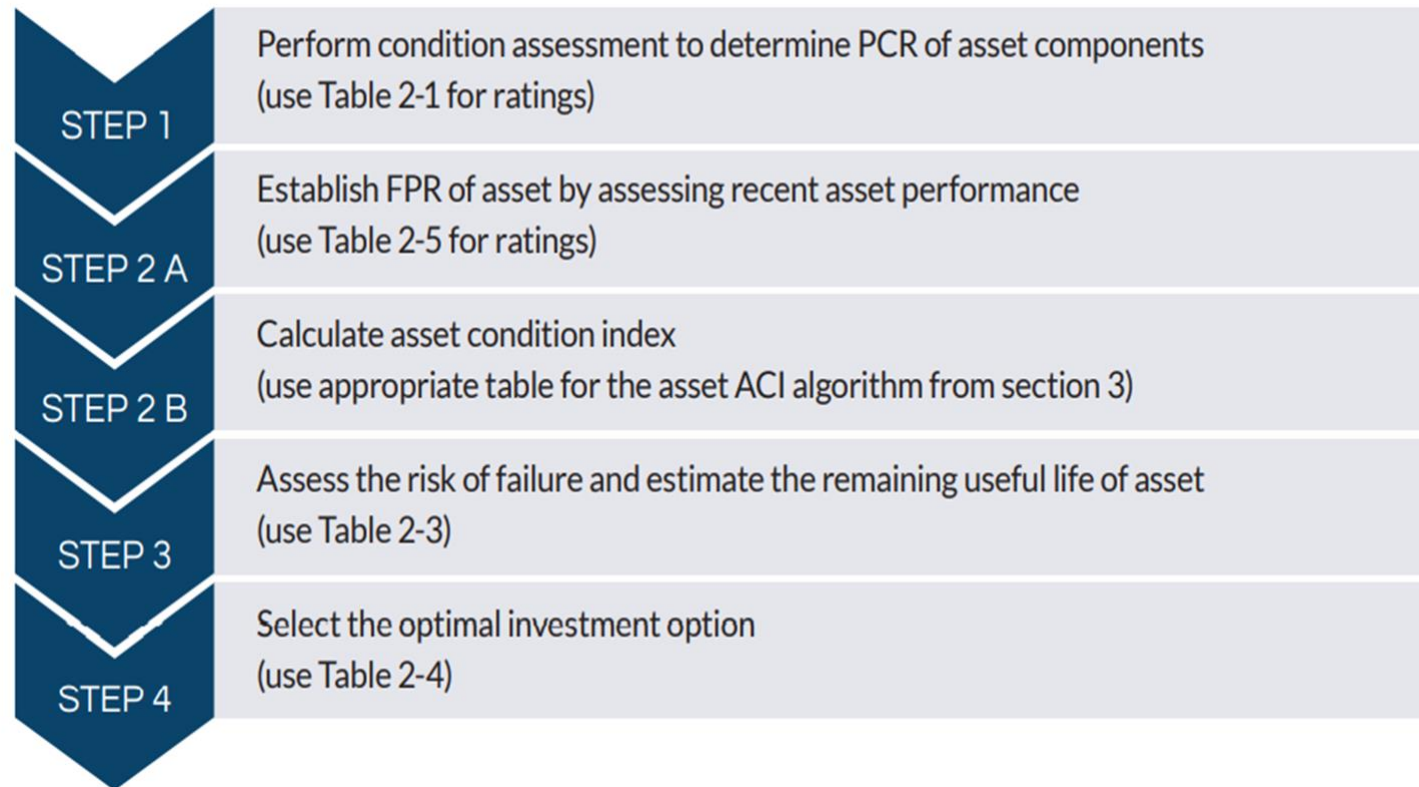 STEP 1
Perform condition assessment to determine PCR of asset components
(use Table 2-1 for ratings)
STEP 2 A
Establish FPR of asset by assessing recent asset performance
(use Table 2-5 for ratings)
STEP 2 B
Calculate asset condition index
(use appropriate table for the asset ACI algorithm from section 3)
STEP 3
Assess the risk of failure and estimate the remaining useful life of asset
(use Table 2-3)
STEP 4
Select the optimal investment option
(use Table 2-4)